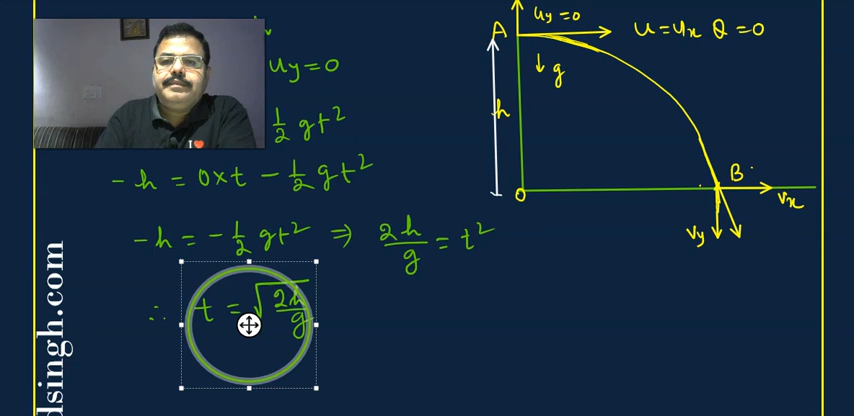 uy=0
1/2 gt²
-h = 0xt - 1/2 gt²
-h = -1/2 gt² ⇒ 2h/g = t²
∴ t = √2h/g
I ❤
dsingh.com
uy=0
A
u=ux Q=0
↓g
h
B
O
vx
vy